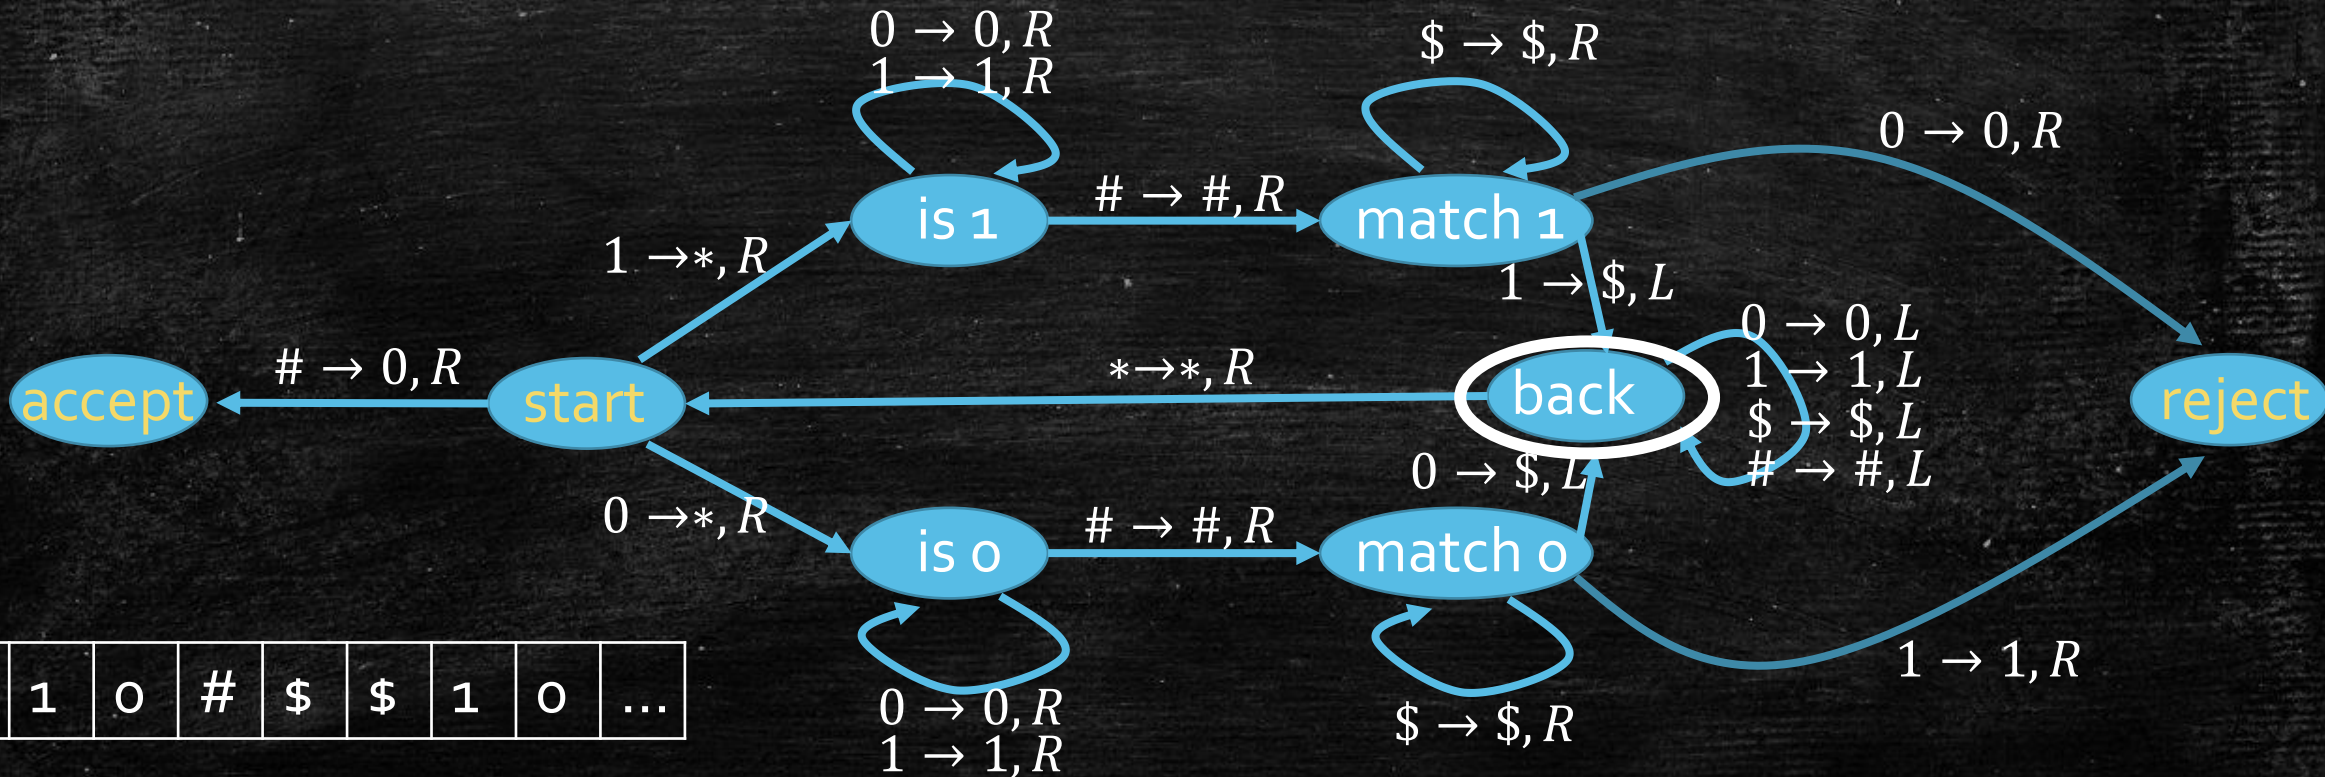 0 → 0, R
1 → 1, R
$ → $, R
0 → 0, R
is 1
# → #, R
match 1
1 →*, R
1 → $, L
0 → 0, L
1 → 1, L
$ → $, L
# → #, L
accept
# → 0, R
start
*→*, R
back
reject
0 → $, L
0 →*, R
is 0
# → #, R
match 0
1 → 1, R
0 → 0, R
1 → 1, R
$ → $, R
1 0 # $ $ 1 0 ...